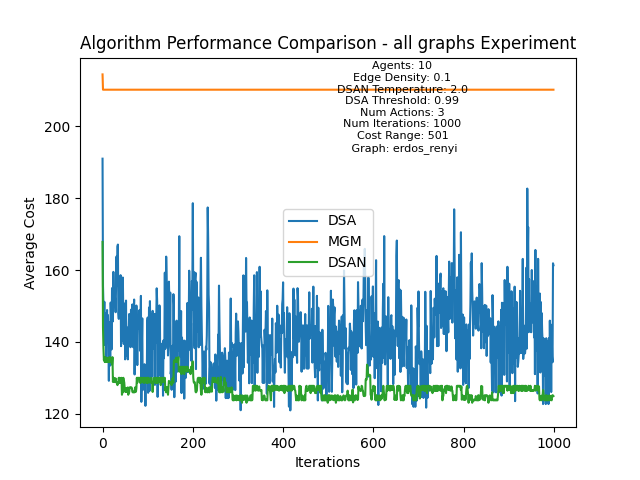 Algorithm Performance Comparison - all graphs Experiment
Agents: 10
Edge Density: 0.1
DSAN Temperature: 2.0
DSA Threshold: 0.99
Num Actions: 3
Num Iterations: 1000
Cost Range: 501
Graph: erdos_renyi
200
180
160
140
120
Average Cost
DSA
MGM
DSAN
0
200
400
600
800
1000
Iterations